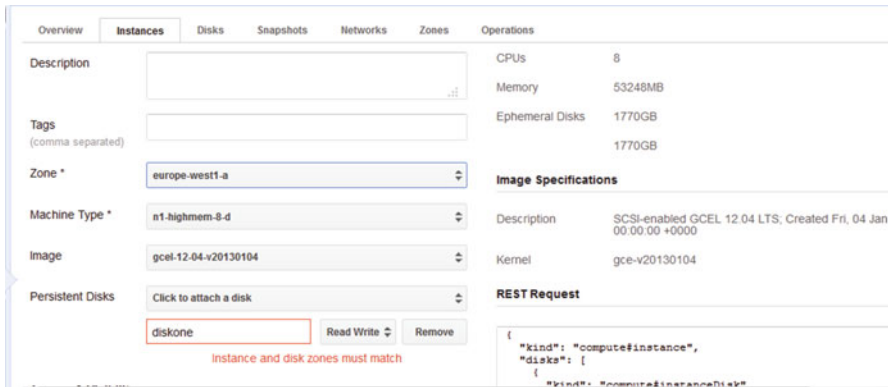 Overview Instances Disks Snapshots Networks Zones Operations
Description
Tags
(comma separated)
Zone * europe-west1-a
Machine Type * n1-highmem-8-d
Image gcel-12-04-v20130104
Persistent Disks Click to attach a disk
diskone Read Write Remove
Instance and disk zones must match
CPUs 8
Memory 53248MB
Ephemeral Disks 1770GB
1770GB
Image Specifications
Description SCSI-enabled GCEL 12.04 LTS; Created Fri, 04 Jan
00:00:00 +0000
Kernel gce-v20130104
REST Request
{
"kind": "compute#instance",
"disks": [
{
"kind": "compute#instanceDisk"